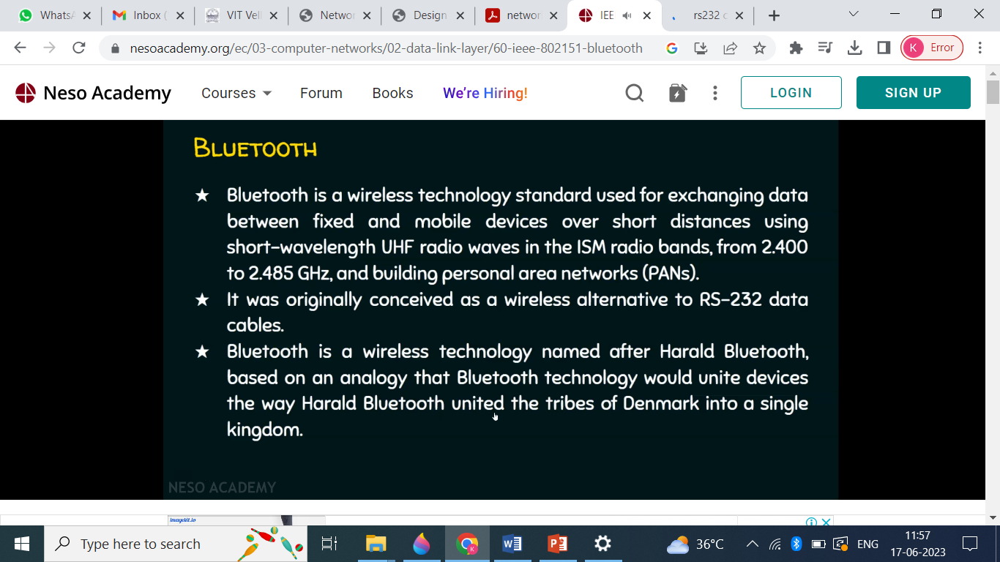 WhatsA
Inbox (
VIT Vell
Networ
Design
networ
IEE
rs232 c
nesoacademy.org/ec/03-computer-networks/02-data-link-layer/60-ieee-802151-bluetooth
K Error
Neso Academy Courses Forum Books We're Hiring! LOGIN SIGN UP
BLUETOOTH
★ Bluetooth is a wireless technology standard used for exchanging data
between fixed and mobile devices over short distances using
short-wavelength UHF radio waves in the ISM radio bands, from 2.400
to 2.485 GHz, and building personal area networks (PANs).
★ It was originally conceived as a wireless alternative to RS-232 data
cables.
★ Bluetooth is a wireless technology named after Harald Bluetooth,
based on an analogy that Bluetooth technology would unite devices
the way Harald Bluetooth united the tribes of Denmark into a single
kingdom.
NESO ACADEMY
imagekit.io
Type here to search
36°C
ENG
11:57
17-06-2023